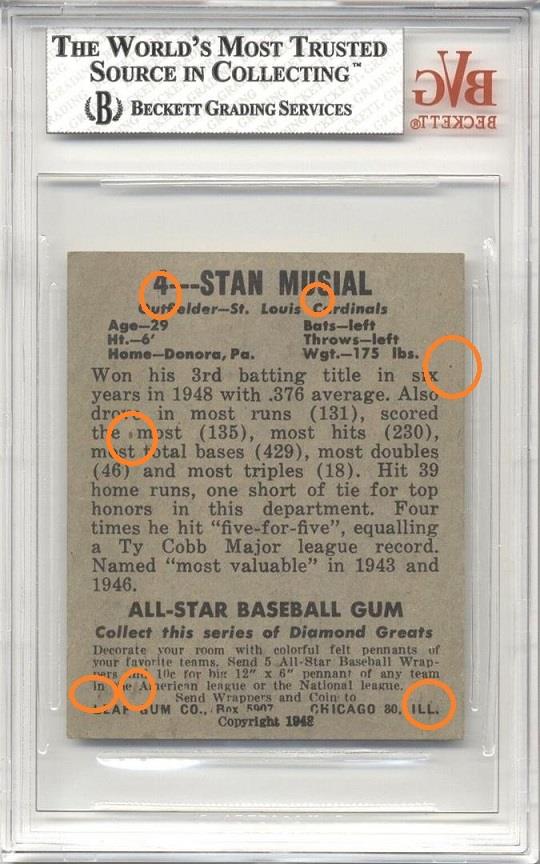 THE WORLD'S MOST TRUSTED
SOURCE IN COLLECTING™
BECKETT GRADING SERVICES
BVG
BECKETT®
4---STAN MUSIAL
Outfielder—St. Louis Cardinals
Age—29 Bats—left
Ht.—6' Throws—left
Home—Donora, Pa. Wgt.—175 lbs.
Won his 3rd batting title in six
years in 1948 with .376 average. Also
drove in most runs (131), scored
the most (135), most hits (230),
most total bases (429), most doubles
(46) and most triples (18). Hit 39
home runs, one short of tie for top
honors in this department. Four
times he hit "five-for-five", equalling
a Ty Cobb Major league record.
Named "most valuable" in 1943 and
1946.
ALL-STAR BASEBALL GUM
Collect this series of Diamond Greats
Decorate your room with colorful felt pennants of
your favorite teams. Send 5 All-Star Baseball Wrap-
pers and 10c for big 12" x 6" pennant of any team
in the American league or the National league.
Send Wrappers and Coin to
LEAF GUM CO., Box 5907 CHICAGO 80, ILL.
Copyright 1948